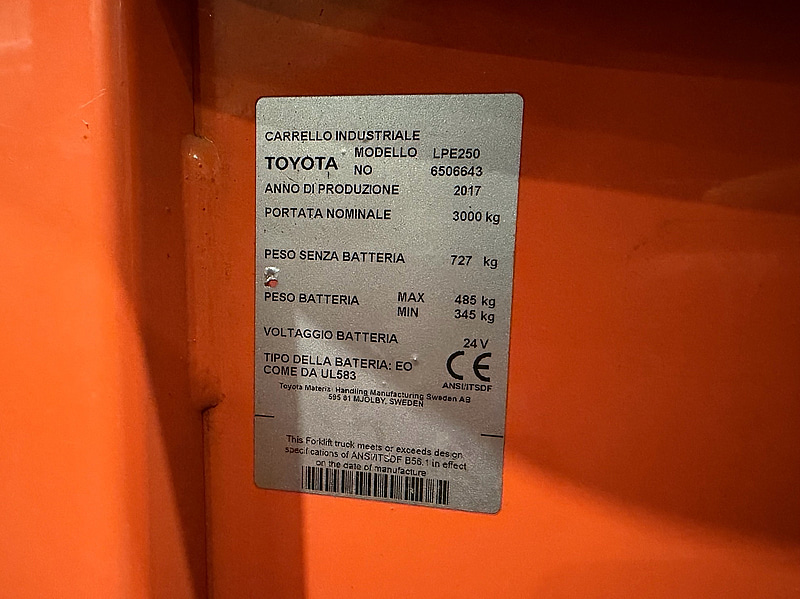 CARRELLO INDUSTRIALE
TOYOTA MODELLO LPE250
NO 6506643
ANNO DI PRODUZIONE 2017
PORTATA NOMINALE 3000 kg
PESO SENZA BATTERIA 727 kg
PESO BATTERIA MAX 485 kg
MIN 345 kg
VOLTAGGIO BATTERIA 24 V
TIPO DELLA BATERIA: EO
COME DA UL583
CE
ANSI/ITSDF
Toyota Material Handling Manufacturing Sweden AB
595 81 MJÖLBY, SWEDEN
This Forklift truck meets or exceeds design
specifications of ANSI/ITSDF B56.1 in effect
on the date of manufacture